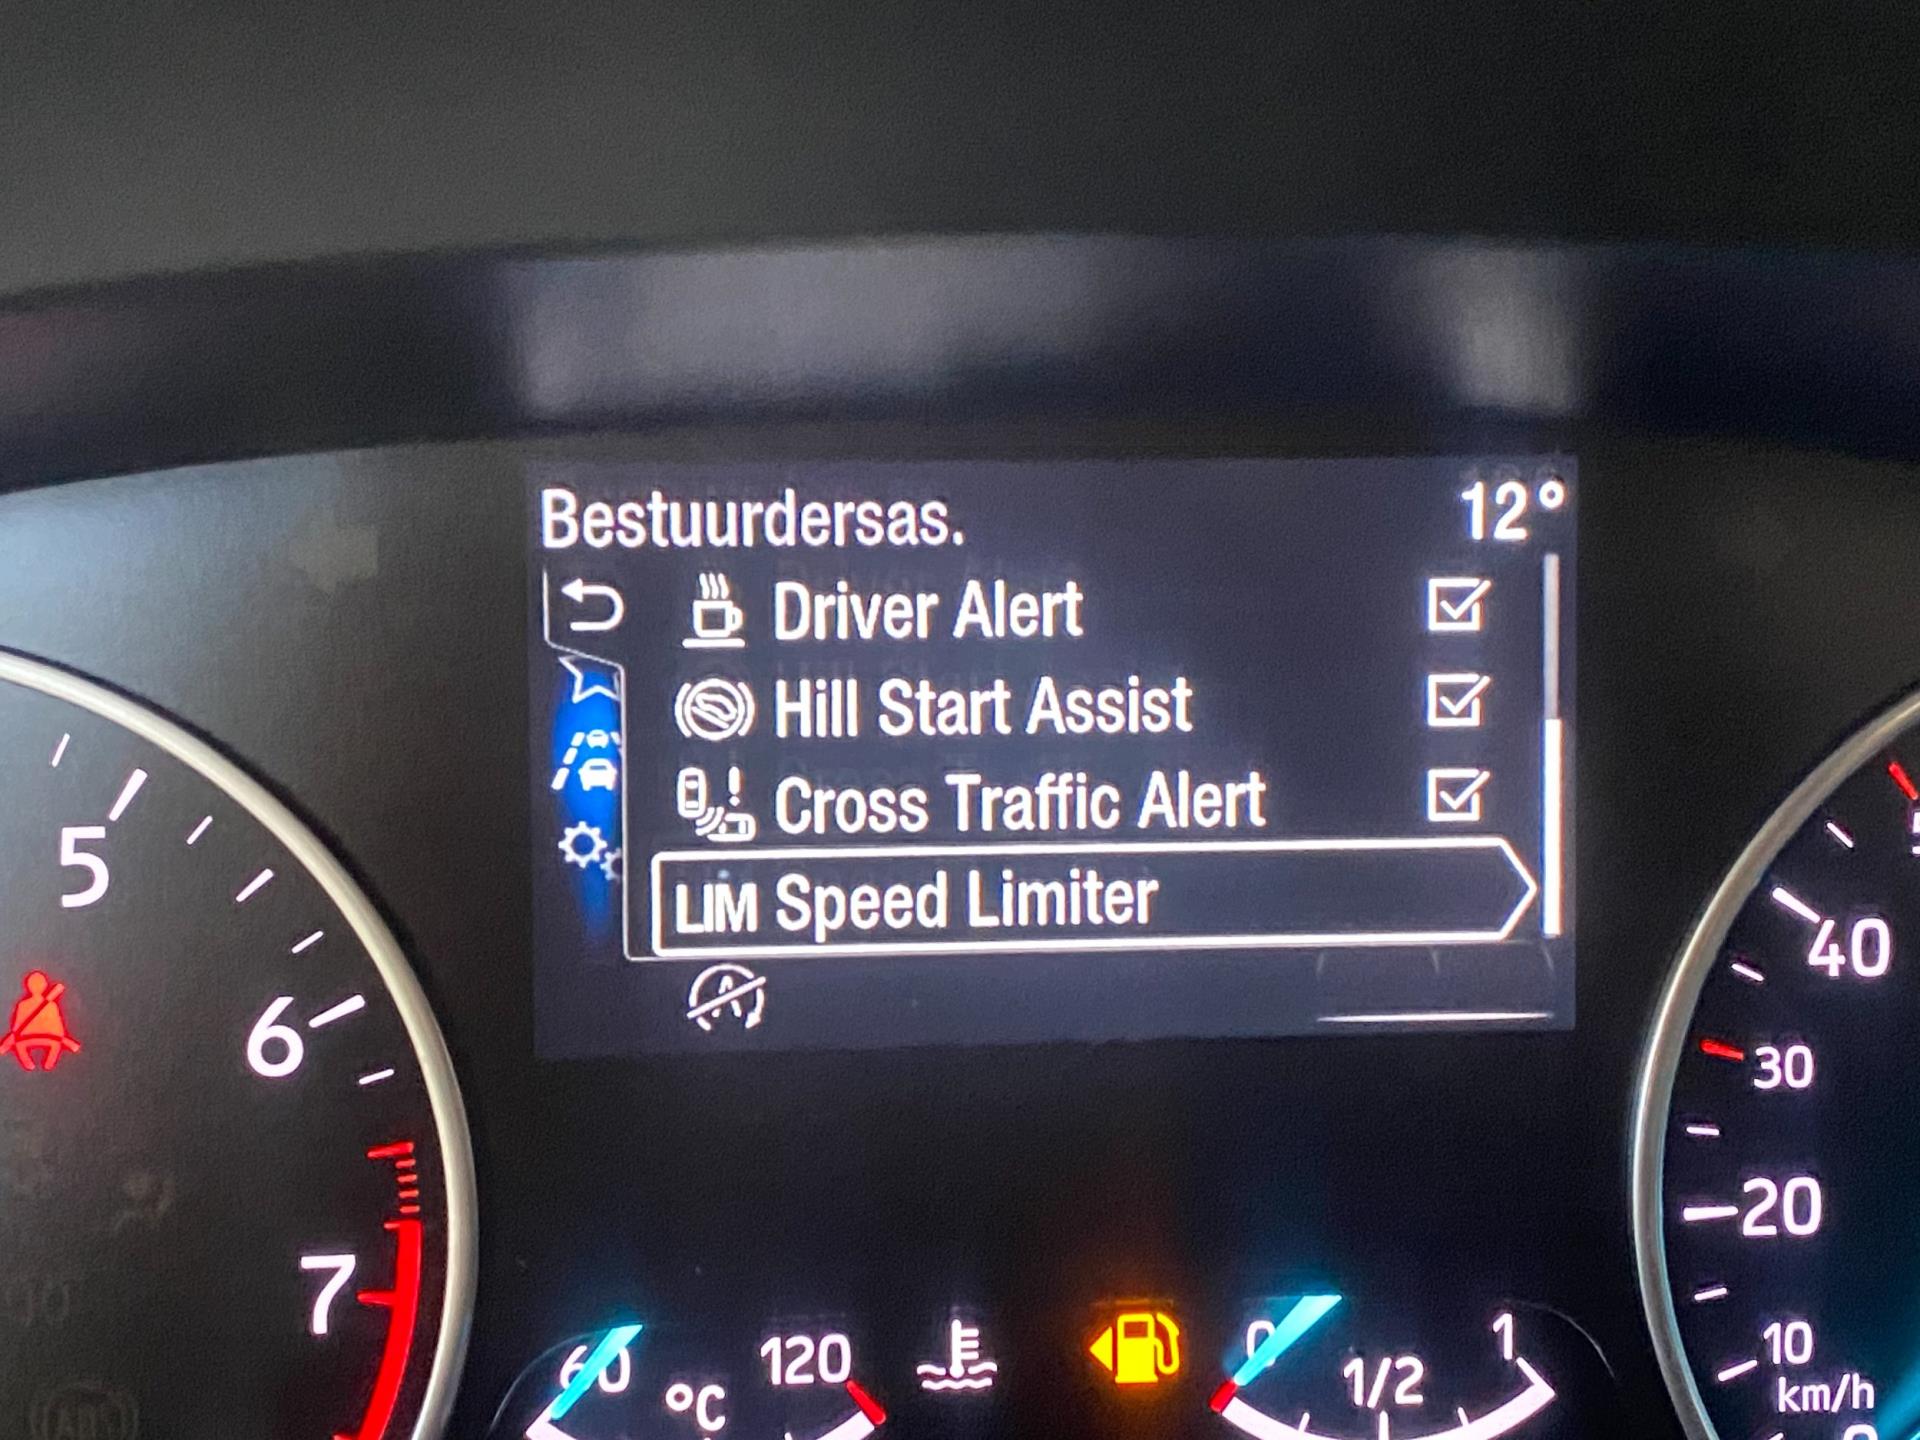 Bestuurdersas.
12°
Driver Alert
Hill Start Assist
Cross Traffic Alert
LIM Speed Limiter
A
5
6
7
60
120
°C
0
1/2
1
40
30
20
10
km/h